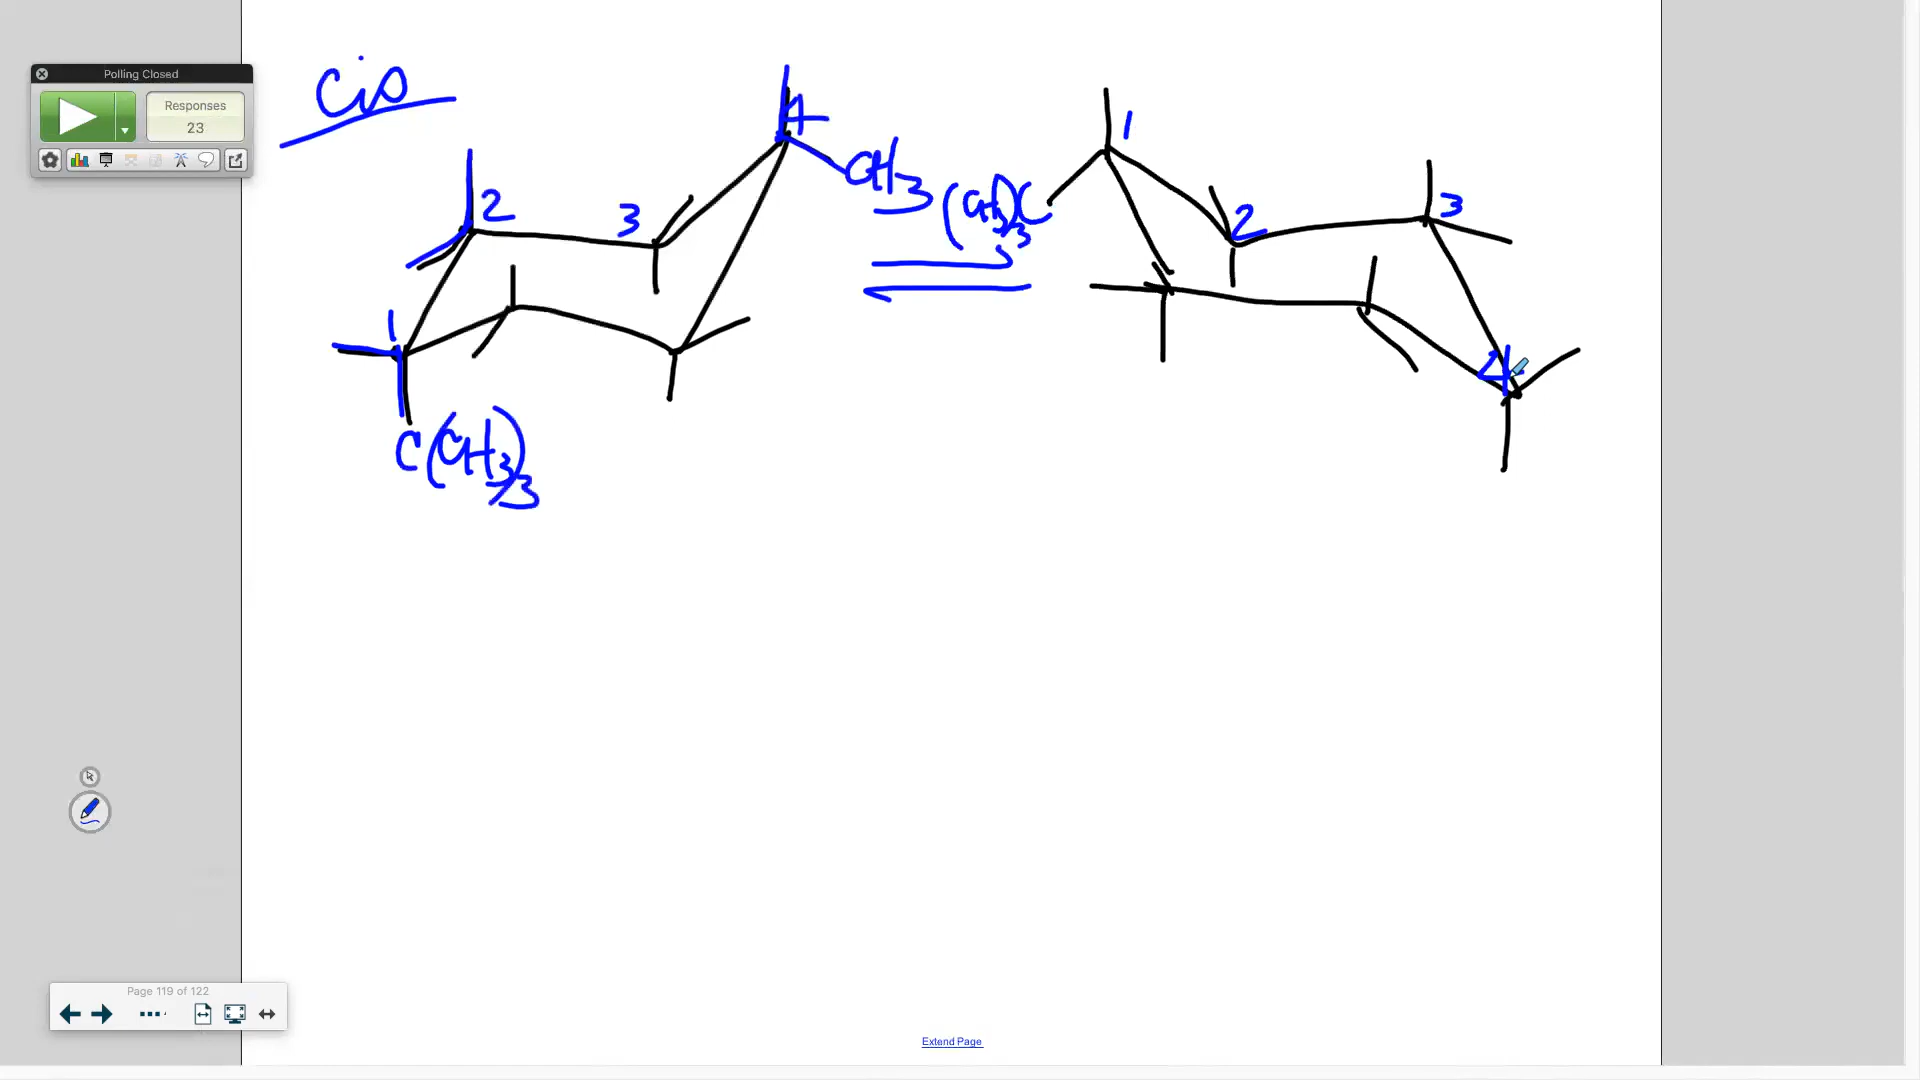 Polling Closed
Responses
23
Cis
4
1
CH3
(CH3)3C
2
3
2
3
1
4
C(CH3)3
Page 119 of 122
Extend Page